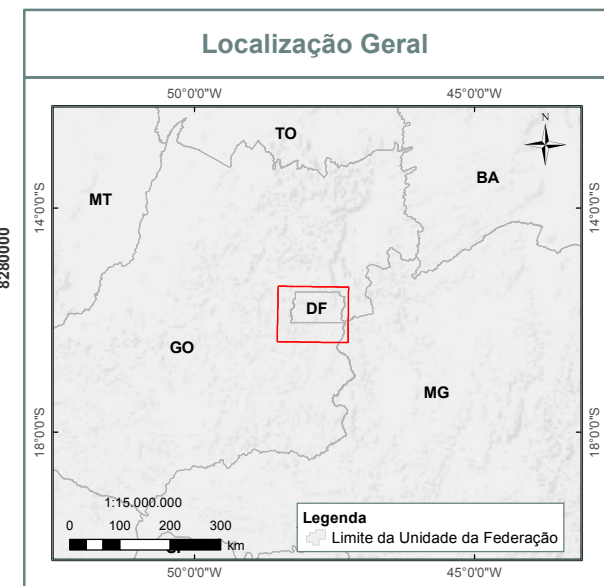 Localização Geral
50°0'0"W 45°0'0"W
N
TO
BA
MT
14°0'0"S 14°0'0"S
8280000
DF
GO
MG
18°0'0"S 18°0'0"S
1:15.000.000
0 100 200 300
km
Legenda
Limite da Unidade da Federação
50°0'0"W 45°0'0"W